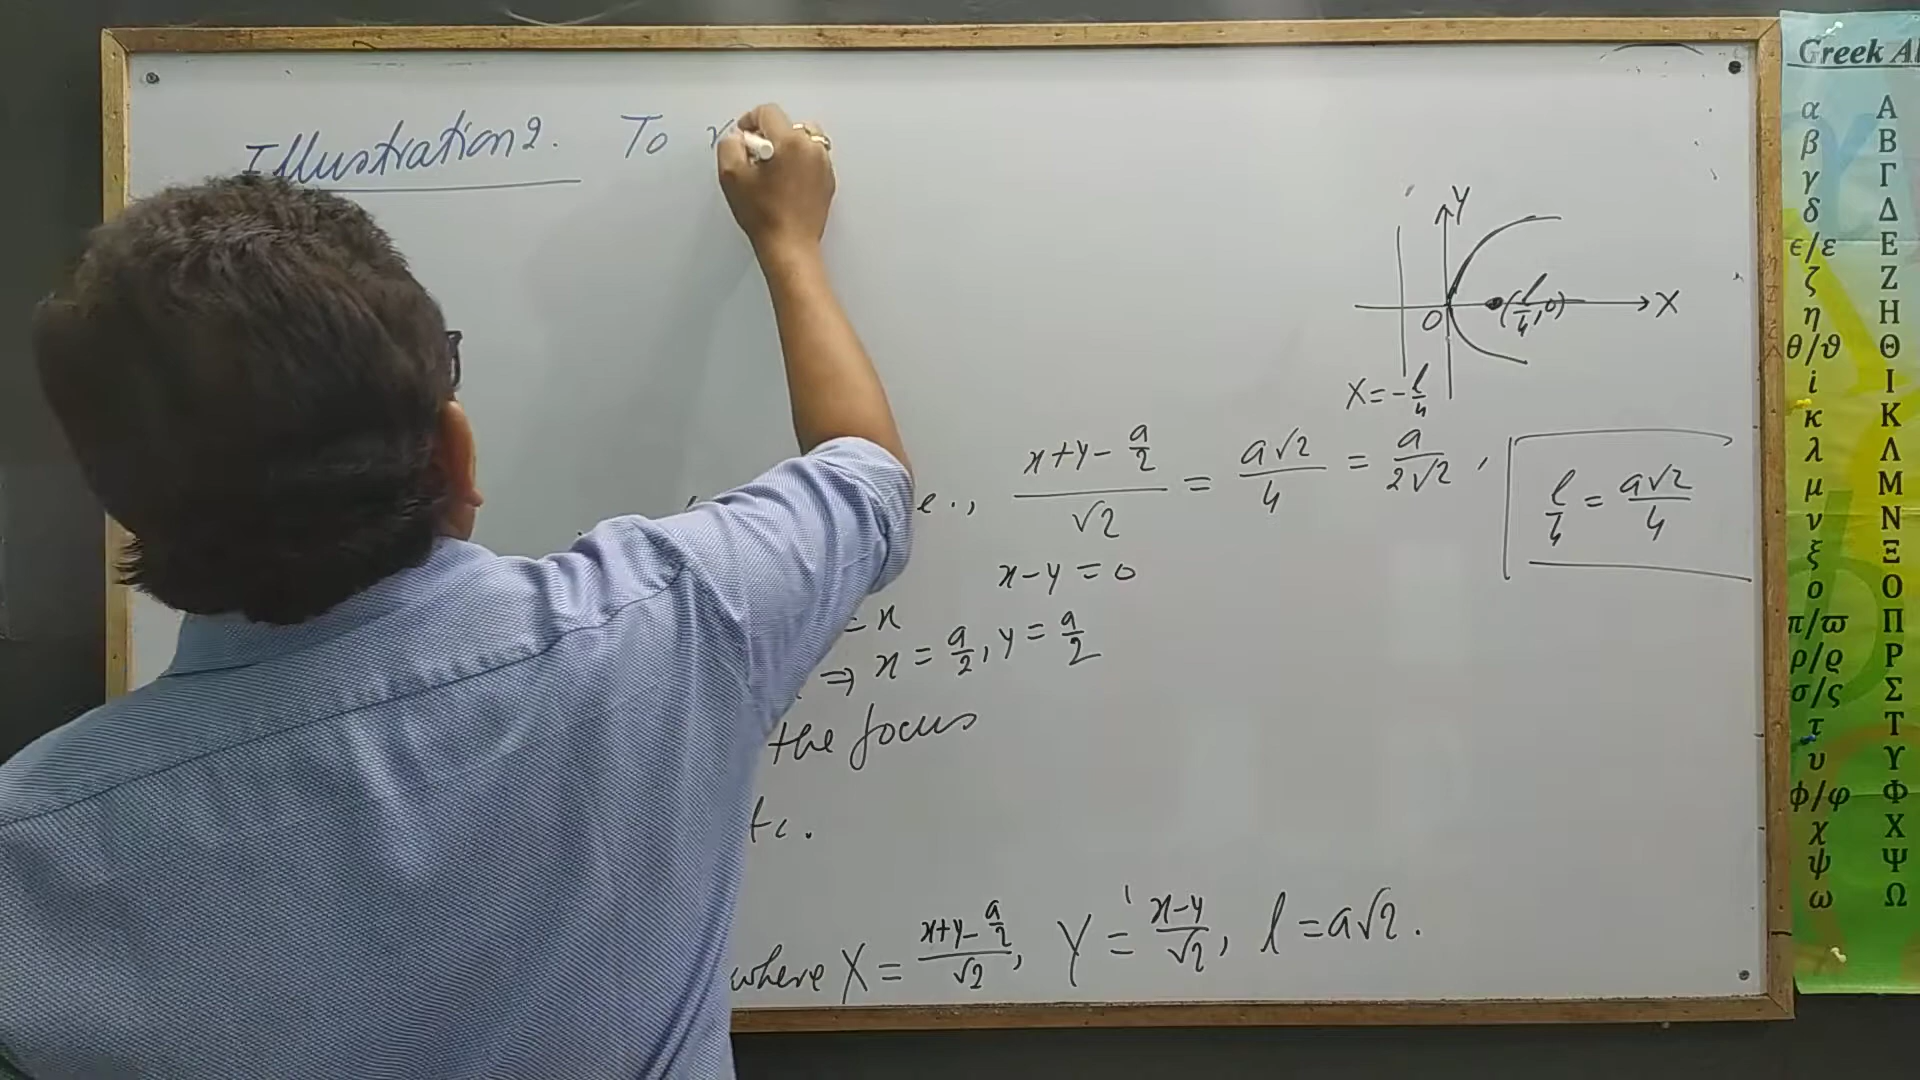 Illustration 2. To
Y
O (l/4, 0) X
X = -l/4
e., (x+y-a/2)/√2 = a√2/4 = a/2√2,
l/4 = a√2/4
x-y = 0
= x
⇒ x = a/2, y = a/2
the focus
tc.
where X = (x+y-a/2)/√2, Y = (x-y)/√2, l = a√2.
Greek Al
α Α
β Β
γ Γ
δ Δ
ϵ/ε Ε
ζ Ζ
η Η
θ/ϑ Θ
i Ι
κ Κ
λ Λ
μ Μ
ν Ν
ξ Ξ
ο Ο
π/ϖ Π
ρ/ϱ Ρ
σ/ς Σ
τ Τ
υ Υ
ϕ/φ Φ
χ Χ
ψ Ψ
ω Ω